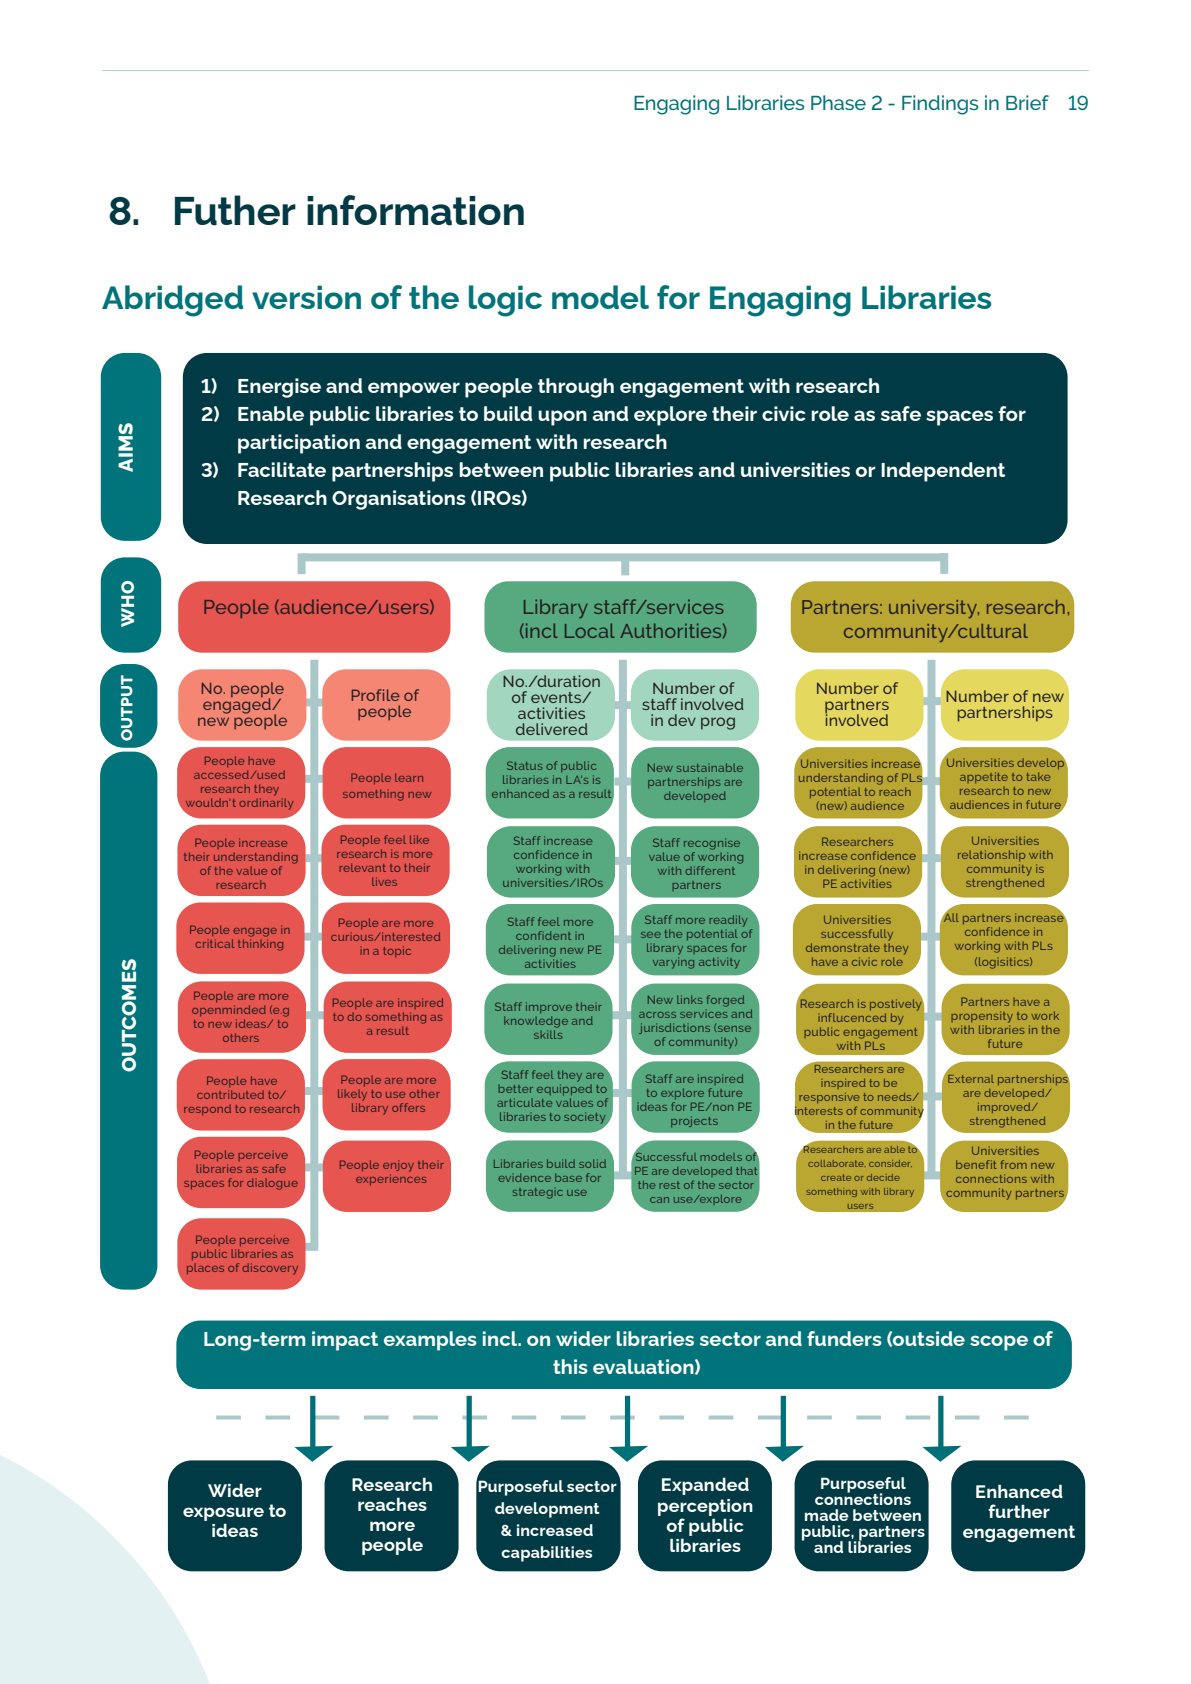 Engaging Libraries Phase 2 - Findings in Brief 19
8. Futher information
Abridged version of the logic model for Engaging Libraries
AIMS
1) Energise and empower people through engagement with research
2) Enable public libraries to build upon and explore their civic role as safe spaces for
participation and engagement with research
3) Facilitate partnerships between public libraries and universities or Independent
Research Organisations (IROs)
WHO
People (audience/users)
Library staff/services
(incl Local Authorities)
Partners: university, research,
community/cultural
OUTPUT
No. people
engaged/
new people
Profile of
people
No./duration
of events/
activities
delivered
Number of
staff involved
in dev prog
Number of
partners
involved
Number of new
partnerships
OUTCOMES
People have
accessed/used
research they
wouldn't ordinarily
People learn
something new
Status of public
libraries in LA's is
enhanced as a result
New sustainable
partnerships are
developed
Universities increase
understanding of PLs
potential to reach
(new) audience
Universities develop
appetite to take
research to new
audiences in future
People increase
their understanding
of the value of
research
People feel like
research is more
relevant to their
lives
Staff increase
confidence in
working with
universities/IROs
Staff recognise
value of working
with different
partners
Researchers
increase confidence
in delivering (new)
PE activities
Universities
relationship with
community is
strengthened
People engage in
critical thinking
People are more
curious/interested
in a topic
Staff feel more
confident in
delivering new PE
activities
Staff more readily
see the potential of
library spaces for
varying activity
Universities
successfully
demonstrate they
have a civic role
All partners increase
confidence in
working with PLs
(logisitics)
People are more
openminded (e.g
to new ideas/ to
others
People are inspired
to do something as
a result
Staff improve their
knowledge and
skills
New links forged
across services and
jurisdictions (sense
of community)
Research is postively
influcenced by
public engagement
with PLs
Partners have a
propensity to work
with libraries in the
future
People have
contributed to/
respond to research
People are more
likely to use other
library offers
Staff feel they are
better equipped to
articulate values of
libraries to society
Staff are inspired
to explore future
ideas for PE/non PE
projects
Researchers are
inspired to be
responsive to needs/
interests of community
in the future
External partnerships
are developed/
improved/
strengthened
People perceive
libraries as safe
spaces for dialogue
People enjoy their
experiences
Libraries build solid
evidence base for
strategic use
Successful models of
PE are developed that
the rest of the sector
can use/explore
Researchers are able to
collaborate, consider,
create or decide
something with library
users
Universities
benefit from new
connections with
community partners
People perceive
public libraries as
places of discovery
Long-term impact examples incl. on wider libraries sector and funders (outside scope of
this evaluation)
Wider
exposure to
ideas
Research
reaches
more
people
Purposeful sector
development
& increased
capabilities
Expanded
perception
of public
libraries
Purposeful
connections
made between
public, partners
and libraries
Enhanced
further
engagement